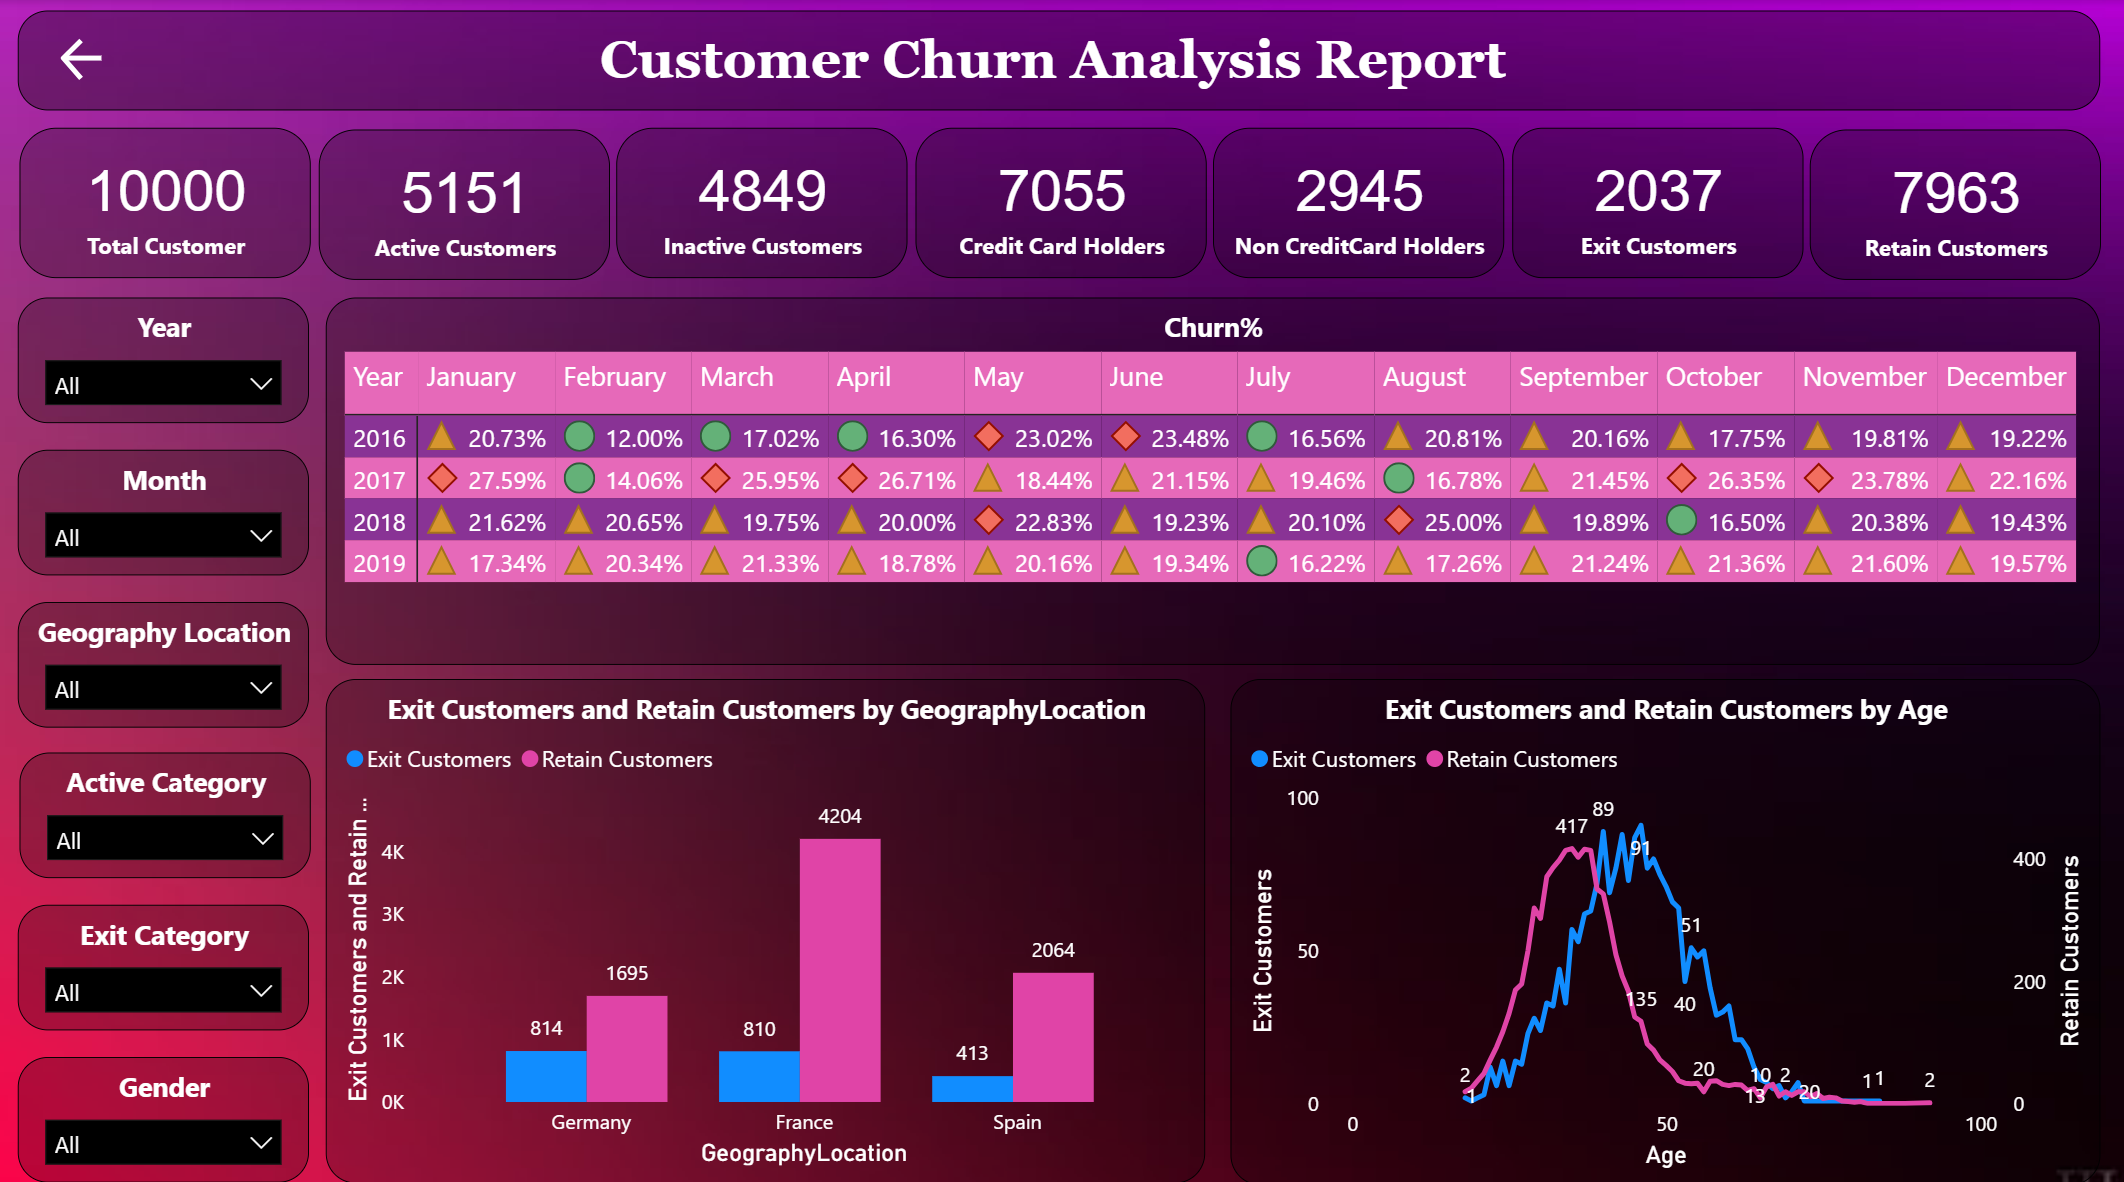 Customer Churn Analysis Report
10000
Total Customer
5151
Active Customers
4849
Inactive Customers
7055
Credit Card Holders
2945
Non CreditCard Holders
2037
Exit Customers
7963
Retain Customers
Year
All
Month
All
Geography Location
All
Active Category
All
Exit Category
All
Gender
All
Churn%
Year January February March April May June July August September October November December
2016 20.73% 12.00% 17.02% 16.30% 23.02% 23.48% 16.56% 20.81% 20.16% 17.75% 19.81% 19.22%
2017 27.59% 14.06% 25.95% 26.71% 18.44% 21.15% 19.46% 16.78% 21.45% 26.35% 23.78% 22.16%
2018 21.62% 20.65% 19.75% 20.00% 22.83% 19.23% 20.10% 25.00% 19.89% 16.50% 20.38% 19.43%
2019 17.34% 20.34% 21.33% 18.78% 20.16% 19.34% 16.22% 17.26% 21.24% 21.36% 21.60% 19.57%
Exit Customers and Retain Customers by GeographyLocation
Exit Customers Retain Customers
Exit Customers and Retain ...
4K
3K
2K
1K
0K
814
1695
810
4204
413
2064
Germany
France
Spain
GeographyLocation
Exit Customers and Retain Customers by Age
Exit Customers Retain Customers
Exit Customers
100
50
0
417
89
91
51
135
40
2
1
20
10
2
13
20
1
1
2
400
200
0
Retain Customers
0
50
100
Age